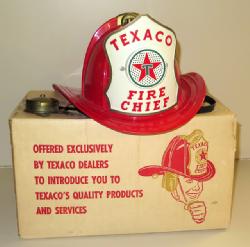 TEXACO
FIRE
CHIEF
OFFERED EXCLUSIVELY
BY TEXACO DEALERS
TO INTRODUCE YOU TO
TEXACO'S QUALITY PRODUCTS
AND SERVICES